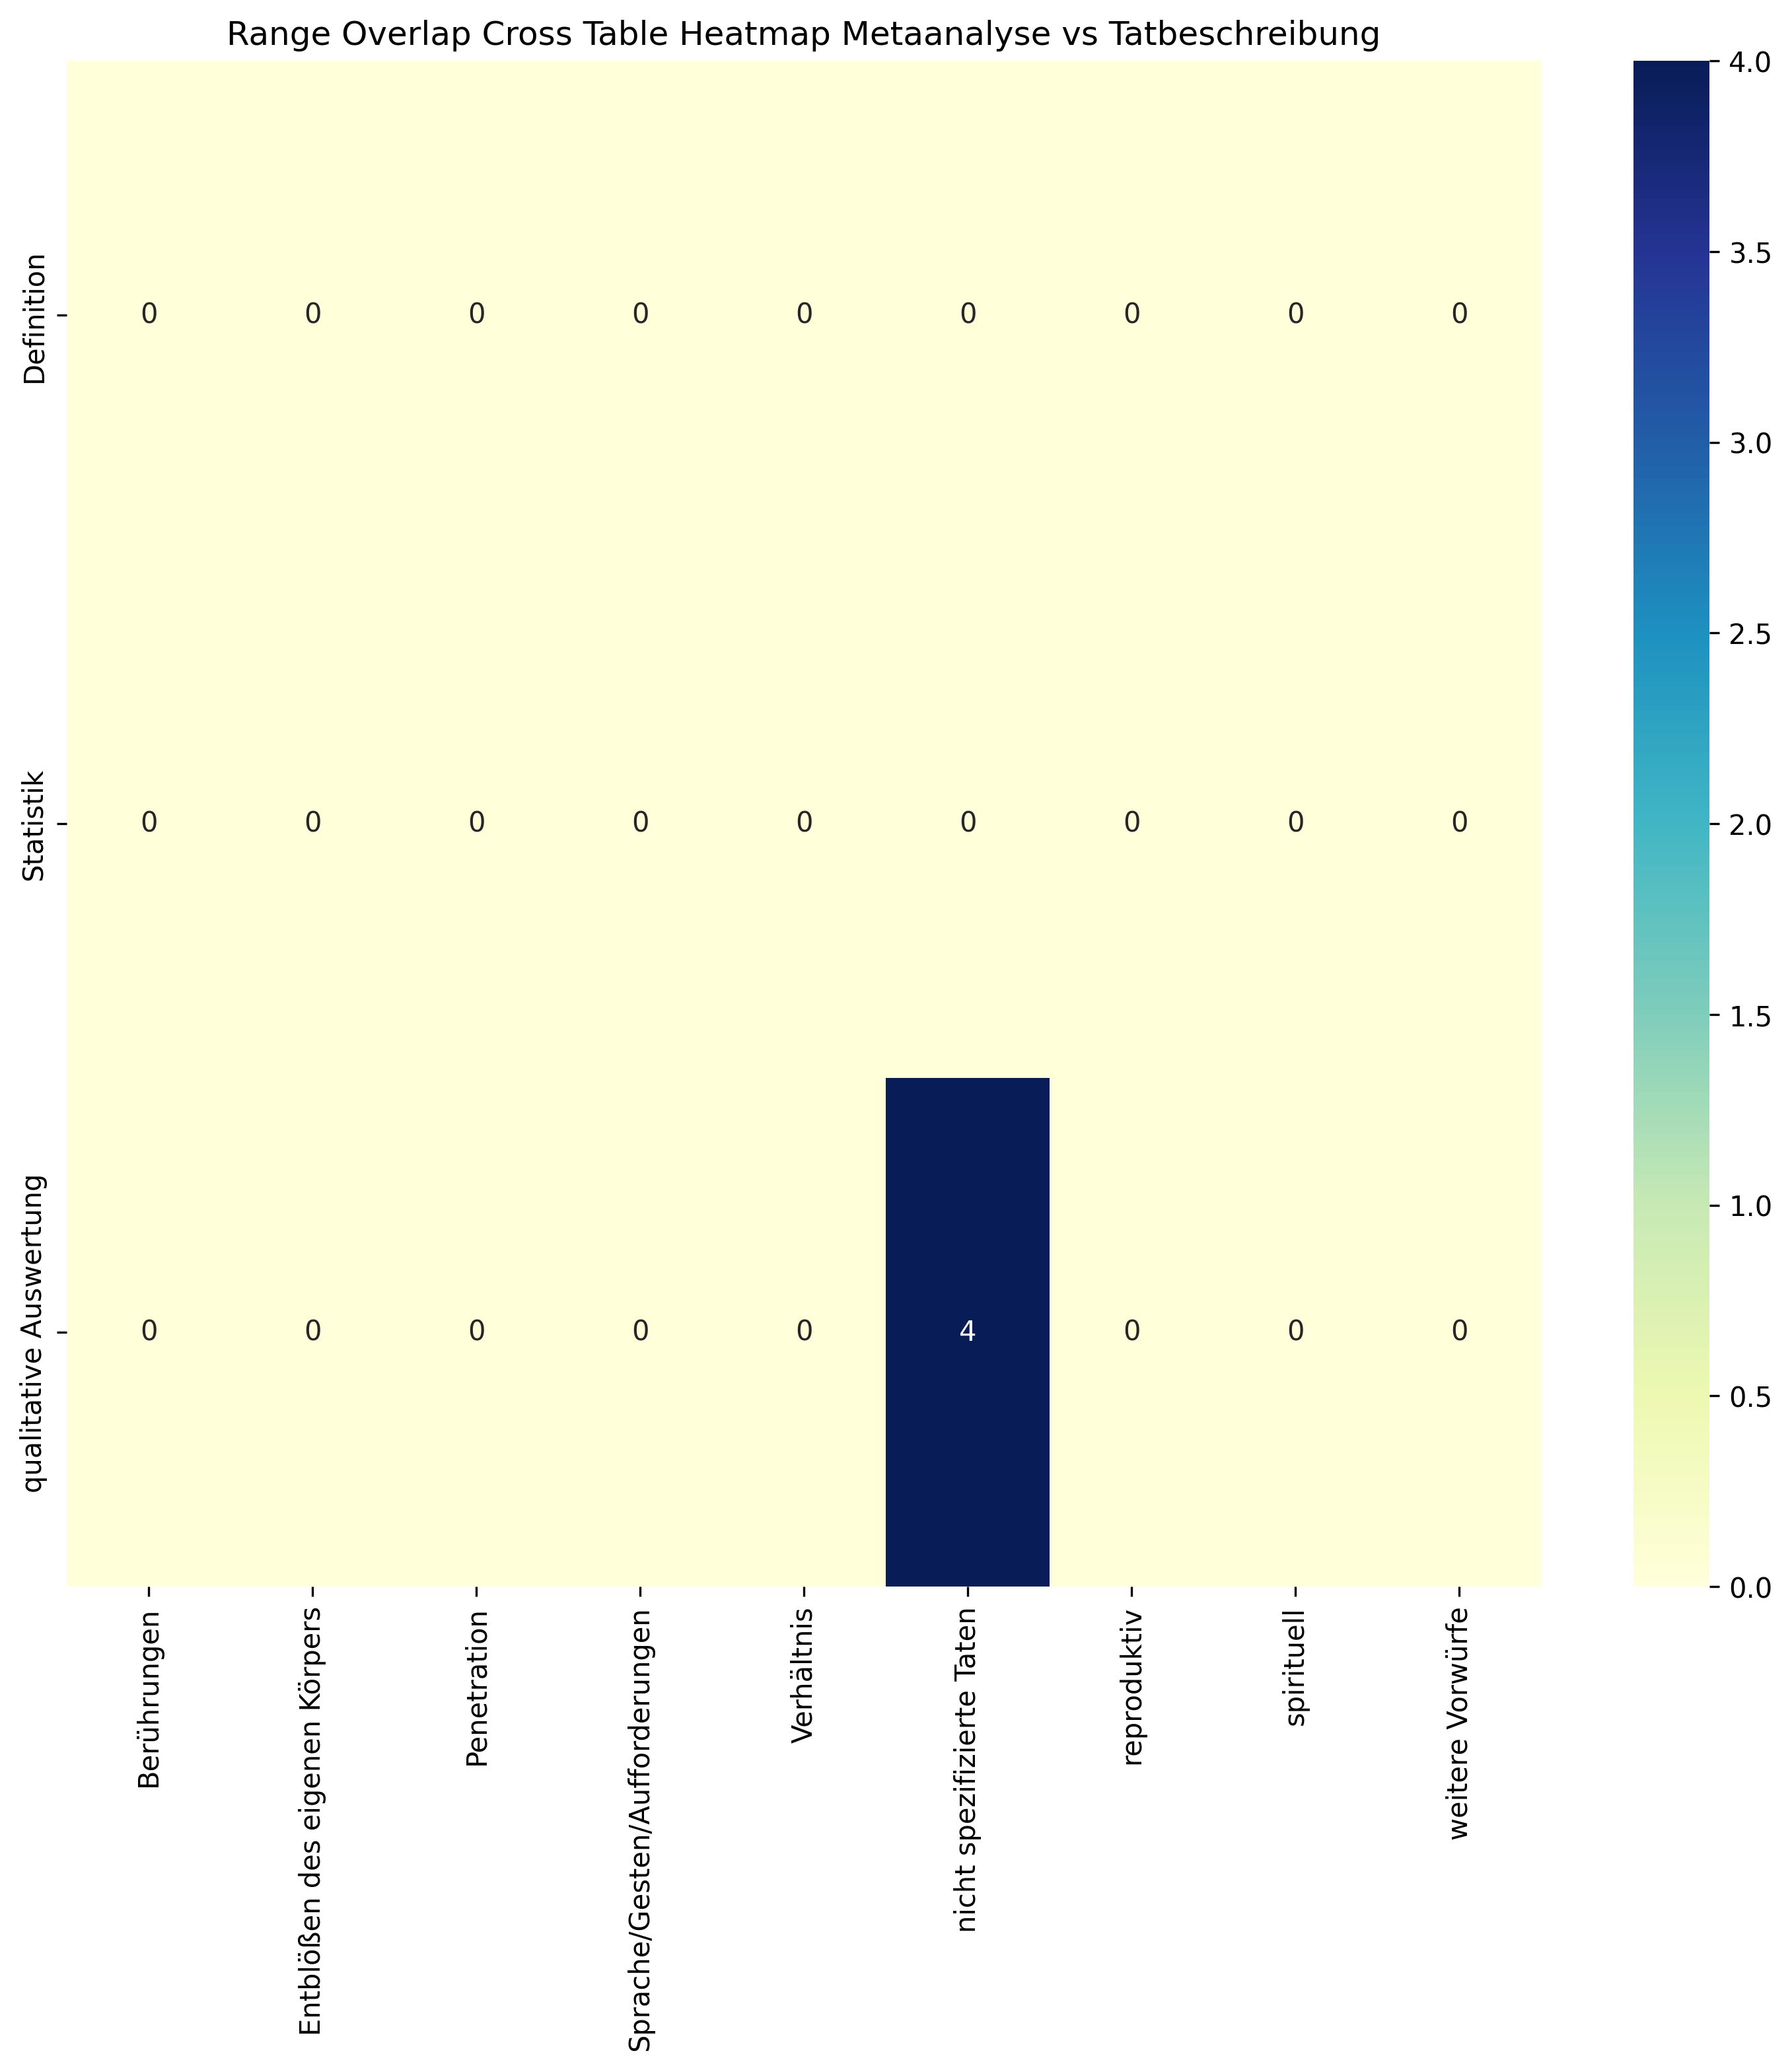 Range Overlap Cross Table Heatmap Metaanalyse vs Tatbeschreibung
Definition
0 0 0 0 0 0 0 0 0
Statistik
0 0 0 0 0 0 0 0 0
qualitative Auswertung
0 0 0 0 0 4 0 0 0
Berührungen
Entblößen des eigenen Körpers
Penetration
Sprache/Gesten/Aufforderungen
Verhältnis
nicht spezifizierte Taten
reproduktiv
spirituell
weitere Vorwürfe
4.0
3.5
3.0
2.5
2.0
1.5
1.0
0.5
0.0